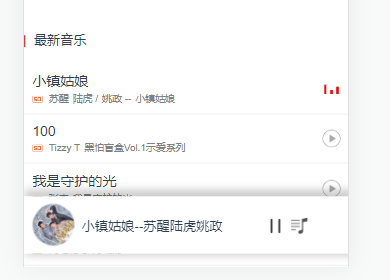 最新音乐
小镇姑娘
SQ 苏醒 陆虎 / 姚政 -- 小镇姑娘
100
SQ Tizzy T 黑怕盲盒Vol.1示爱系列
我是守护的光
小镇姑娘--苏醒陆虎姚政